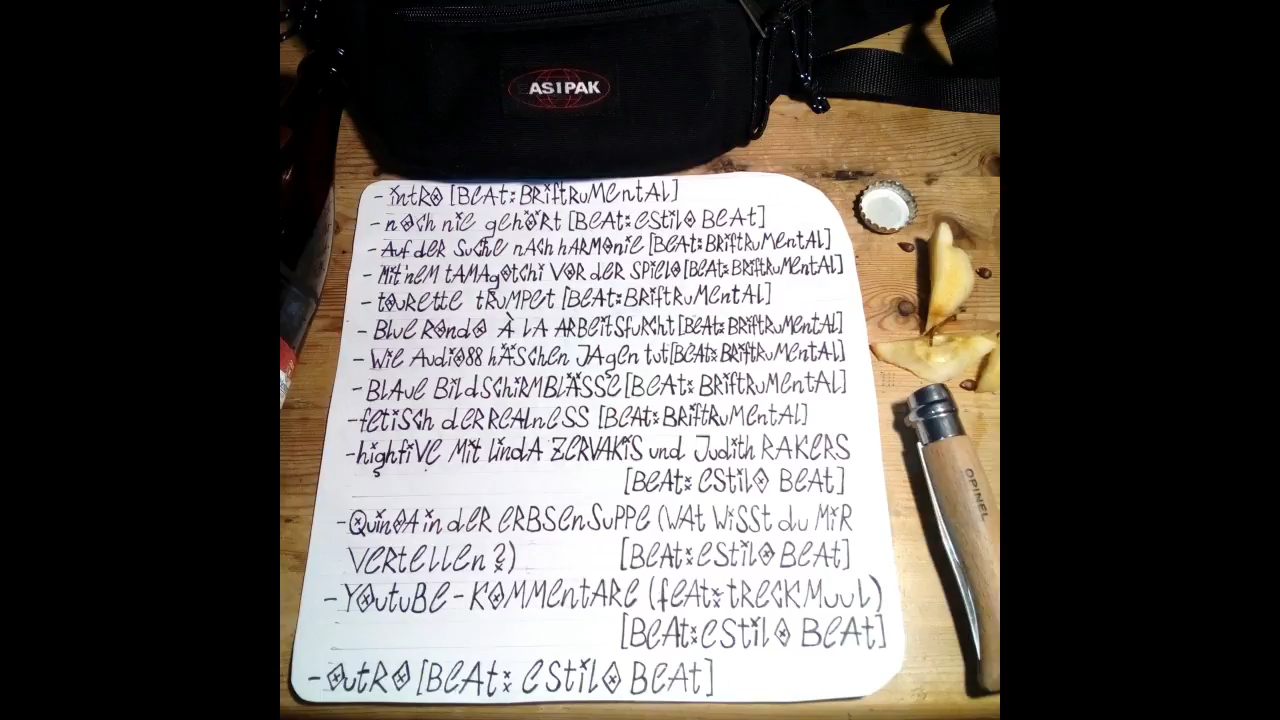 ASIPAK
- intRO [BeAt: BRiftRuMentAl]
- noch nie gehört [BeAt: eStilO BeAt]
- Auf deR Suche nAch hARMOnie [BeAt: BRiftRuMentAl]
- Mit'neM tAMAgOtchi VOR deR SPielO [BeAt: BRiftRuMentAl]
- tOuRette tRuMPet [BeAt: BRiftRuMentAl]
- Blue ROndO À lA ARBeitSfuRcht [BeAt: BRiftRuMentAl]
- Wie AudiO88 hÄSchen JAgen tut [BeAt: BRiftRuMentAl]
- BlAue BildSchiRMBlÄSSe [BeAt: BRiftRuMentAl]
- fetiSch deR ReAlneSS [BeAt: BRiftRuMentAl]
- highfiVe Mit lindA ZeRVAKiS und Judith RAKeRS
[BeAt: eStilO BeAt]
- QuinOA in deR eRBSenSuPPe (WAt WiSSt du MiR
VeRtellen?) [BeAt: eStilO BeAt]
- YOutuBe-KOMMentARe (feAt: tReckMuul)
[BeAt: eStilO BeAt]
- OutRO [BeAt: eStilO BeAt]
OPINEL